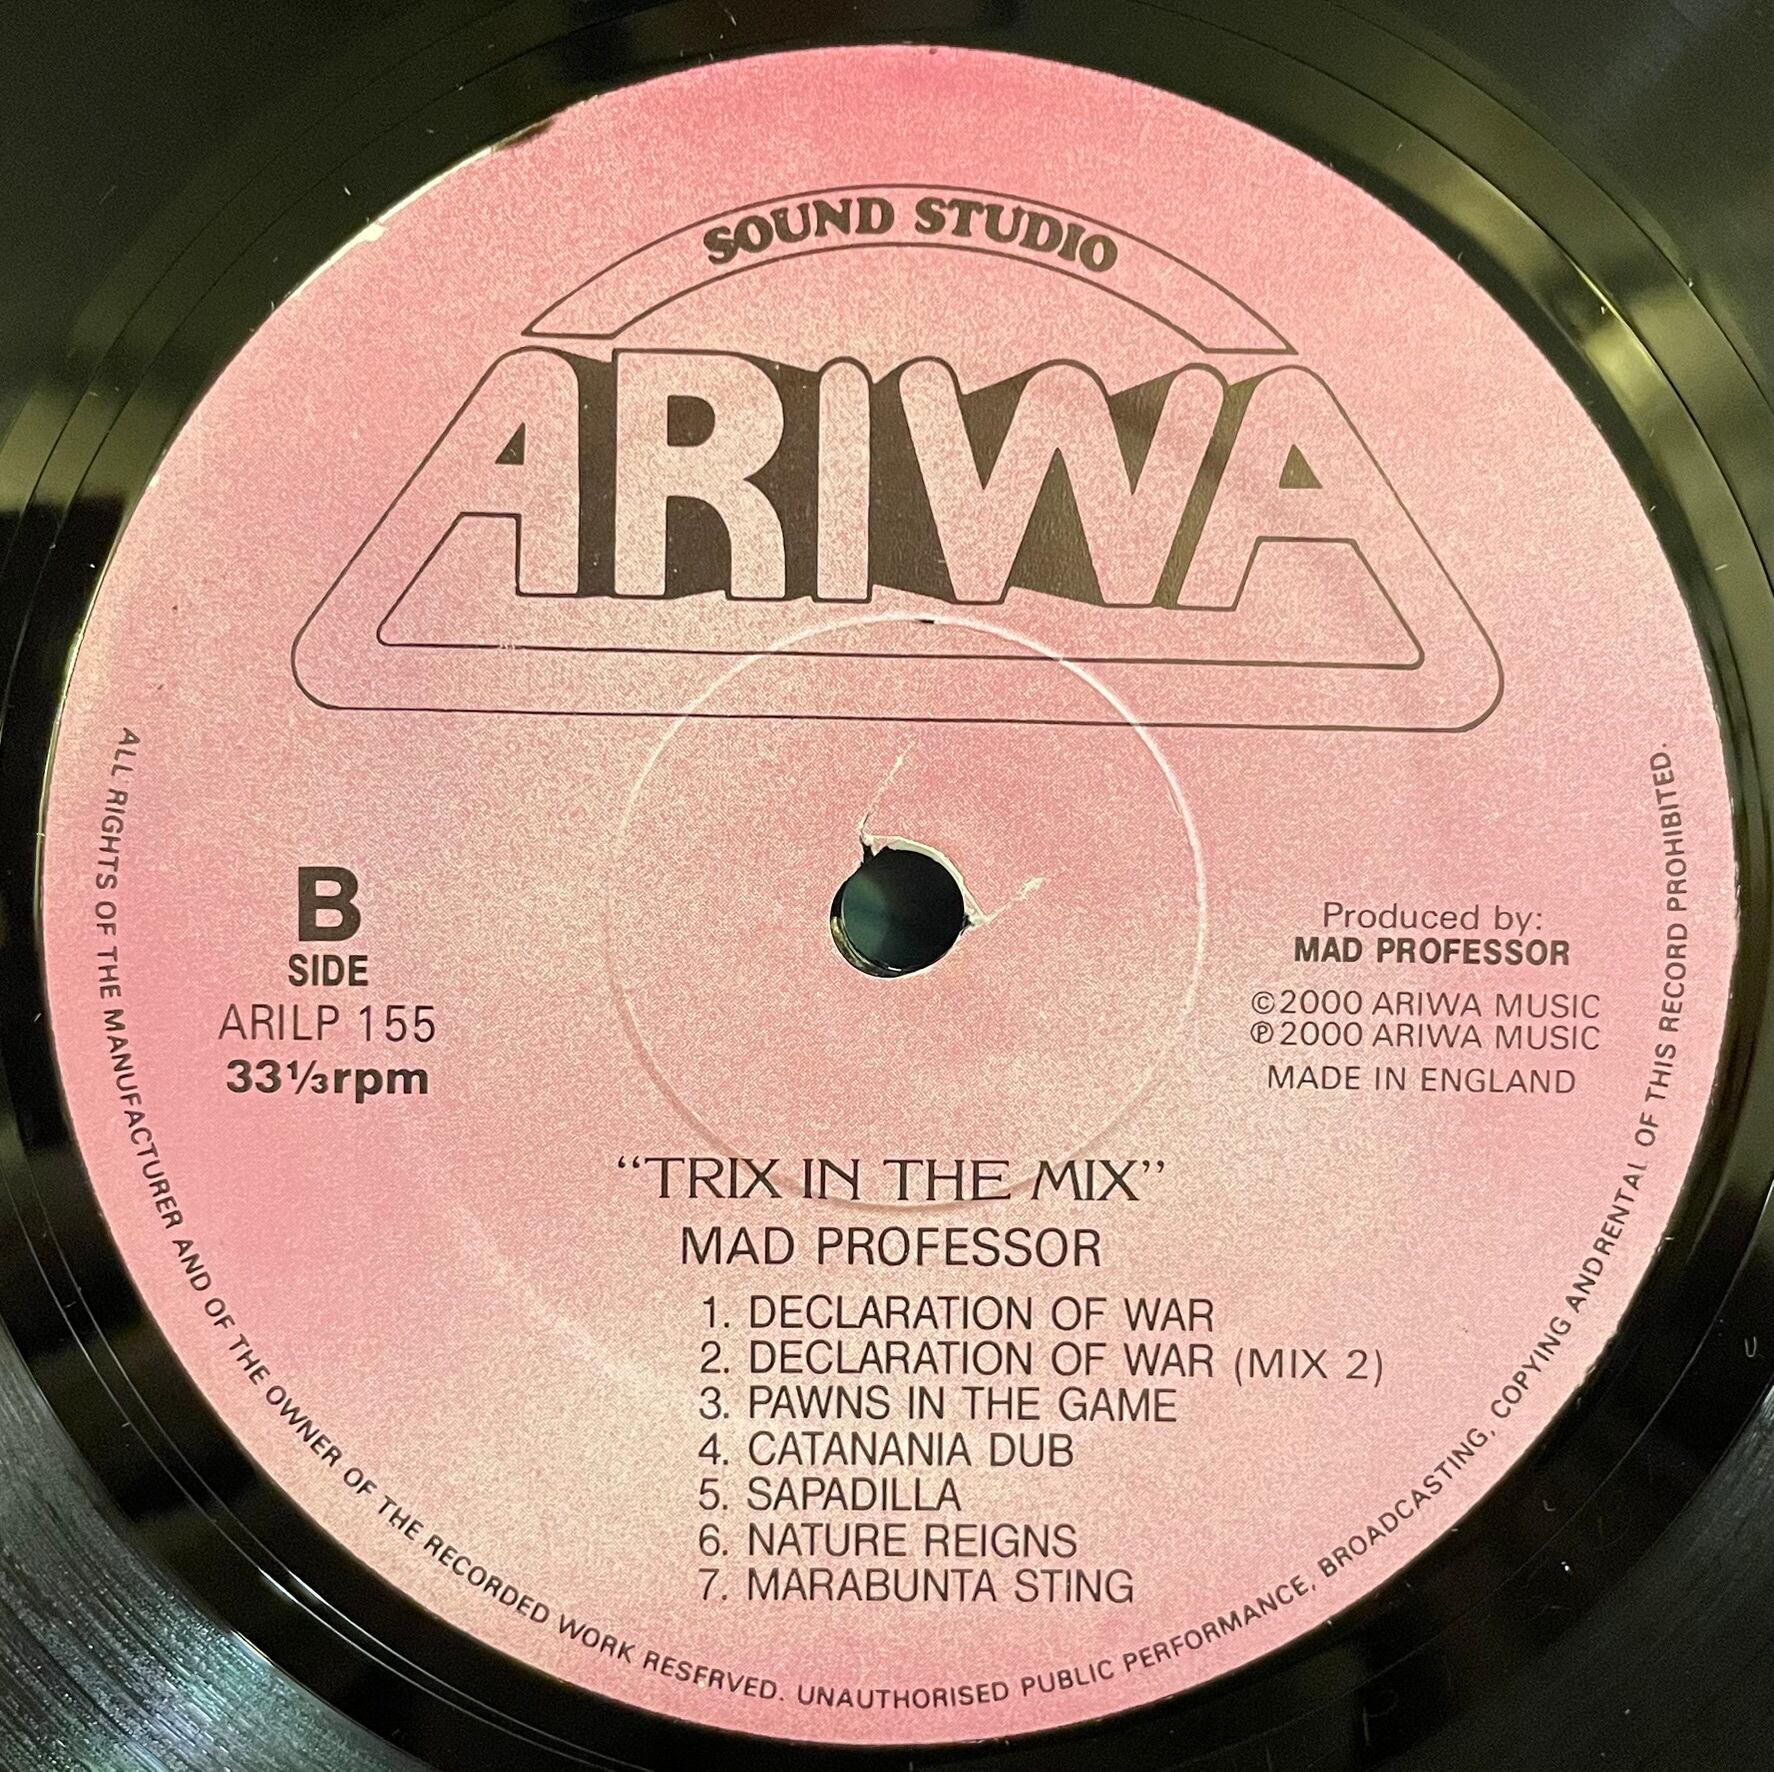 SOUND STUDIO
ARIWA
B
SIDE
ARILP 155
33⅓rpm
Produced by:
MAD PROFESSOR
©2000 ARIWA MUSIC
℗2000 ARIWA MUSIC
MADE IN ENGLAND
“TRIX IN THE MIX”
MAD PROFESSOR
1. DECLARATION OF WAR
2. DECLARATION OF WAR (MIX 2)
3. PAWNS IN THE GAME
4. CATANANIA DUB
5. SAPADILLA
6. NATURE REIGNS
7. MARABUNTA STING
ALL RIGHTS OF THE MANUFACTURER AND OF THE OWNER OF THE RECORDED WORK RESERVED. UNAUTHORISED PUBLIC PERFORMANCE, BROADCASTING, COPYING AND RENTAL OF THIS RECORD PROHIBITED.